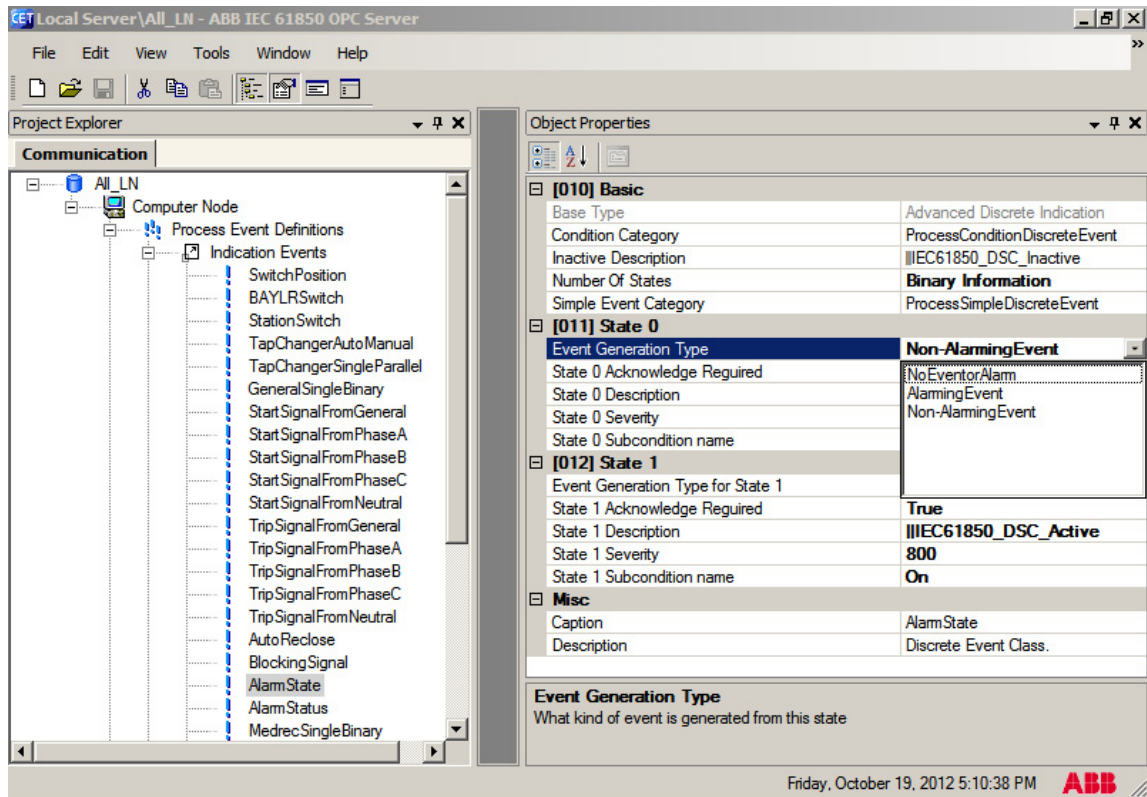 CET Local Server\All_LN - ABB IEC 61850 OPC Server
File Edit View Tools Window Help
Project Explorer
Communication
All_LN
Computer Node
Process Event Definitions
Indication Events
SwitchPosition
BAYLRSwitch
StationSwitch
TapChangerAutoManual
TapChangerSingleParallel
GeneralSingleBinary
StartSignalFromGeneral
StartSignalFromPhaseA
StartSignalFromPhaseB
StartSignalFromPhaseC
StartSignalFromNeutral
TripSignalFromGeneral
TripSignalFromPhaseA
TripSignalFromPhaseB
TripSignalFromPhaseC
TripSignalFromNeutral
AutoReclose
BlockingSignal
AlarmState
AlarmStatus
MedrecSingleBinary
Object Properties
[010] Basic
Base Type Advanced Discrete Indication
Condition Category ProcessConditionDiscreteEvent
Inactive Description |||IEC61850_DSC_Inactive
Number Of States Binary Information
Simple Event Category ProcessSimpleDiscreteEvent
[011] State 0
Event Generation Type Non-AlarmingEvent
State 0 Acknowledge Required
State 0 Description
State 0 Severity
State 0 Subcondition name
NoEventorAlarm
AlarmingEvent
Non-AlarmingEvent
[012] State 1
Event Generation Type for State 1
State 1 Acknowledge Required True
State 1 Description |||IEC61850_DSC_Active
State 1 Severity 800
State 1 Subcondition name On
Misc
Caption AlarmState
Description Discrete Event Class.
Event Generation Type
What kind of event is generated from this state
Friday, October 19, 2012 5:10:38 PM ABB